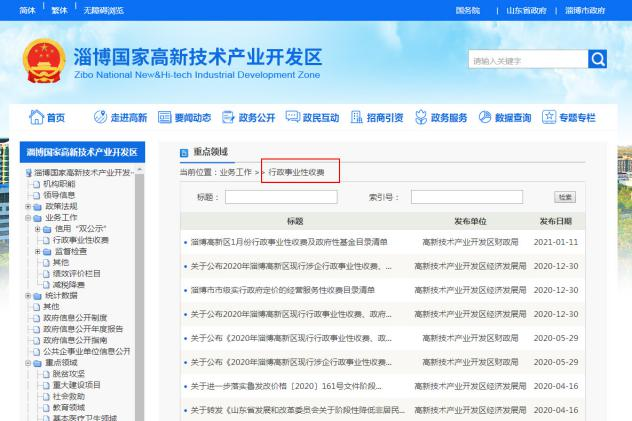 简体 | 繁体 | 无障碍浏览
国务院 | 山东省政府 | 淄博市政府
淄博国家高新技术产业开发区
Zibo National New&Hi-tech Industrial Development Zone
请输入关键字
首页 走进高新 要闻动态 政务公开 政民互动 招商引资 政务服务 数据查询 专题专栏
淄博国家高新技术产业开发区
淄博国家高新技术产业开发…
机构职能
领导信息
政策法规
业务工作
信用“双公示”
行政事业性收费
监督检查
其他
绩效评价栏目
减税降费
统计数据
其他
政府信息公开制度
政府信息公开年度报告
政府信息公开指南
公共企事业单位信息公开
重点领域
脱贫攻坚
重大建设项目
社会救助
教育领域
基本医疗卫生领域
重点领域
当前位置：业务工作 >> 行政事业性收费
标题： 索引号： 检索
标题 发布单位 发布日期
淄博高新区1月份行政事业性收费及政府性基金目录清单 高新技术产业开发区财政局 2021-01-11
关于公布2020年淄博高新区现行涉企行政事业性收费、... 高新技术产业开发区经济发展局 2020-12-30
淄博市市级实行政府定价的经营服务性收费目录清单 高新技术产业开发区经济发展局 2020-12-30
关于公布2020年淄博高新区现行行政事业性收费、政府... 高新技术产业开发区经济发展局 2020-12-30
关于公布《2020年淄博高新区现行行政事业性收费、政... 高新技术产业开发区财政局 2020-05-29
关于公布《2020年淄博高新区现行涉企行政事业性收费... 高新技术产业开发区财政局 2020-05-29
关于进一步落实鲁发改价格〔2020〕161号文件阶段... 高新技术产业开发区经济发展局 2020-04-16
关于转发《山东省发展和改革委员会关于阶段性降低非居民... 高新技术产业开发区经济发展局 2020-04-16